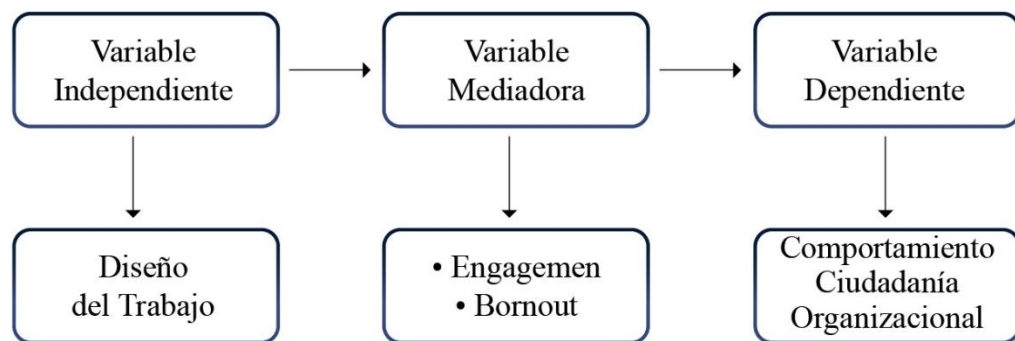 Variable
Independiente
Variable
Mediadora
Variable
Dependiente
Diseño
del Trabajo
• Engagemen
• Bornout
Comportamiento
Ciudadanía
Organizacional